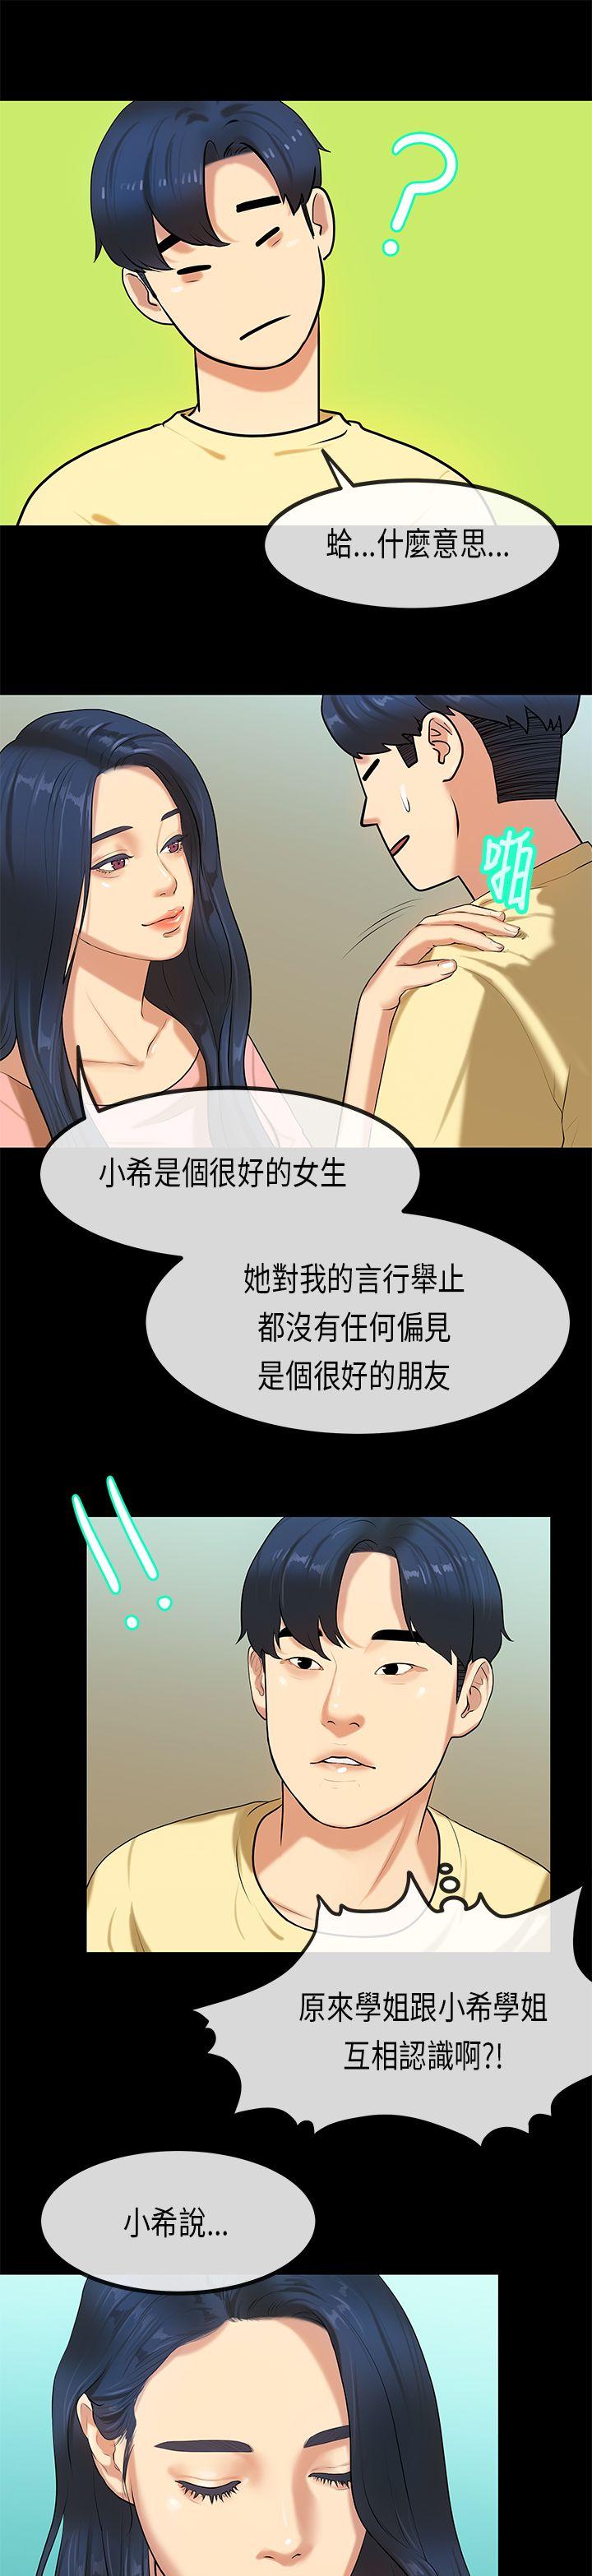 ?
蛤...什麼意思...
啪
小希是個很好的女生
她對我的言行舉止
都沒有任何偏見
是個很好的朋友
!!
原來學姐跟小希學姐
互相認識啊?!
小希說...